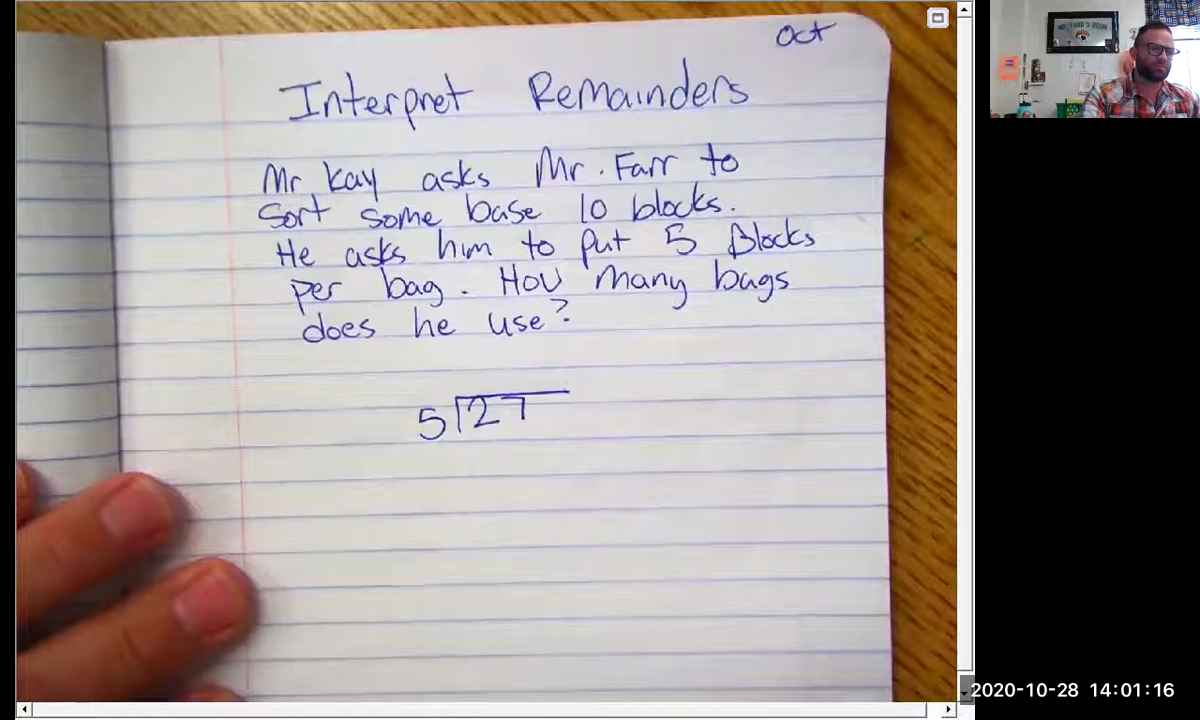 Oct
Interpret Remainders
Mr. Kay asks Mr. Farr to
Sort some base 10 blocks.
He asks him to put 5 Blocks
per bag. How many bags
does he use?
5 27
2020-10-28 14:01:16